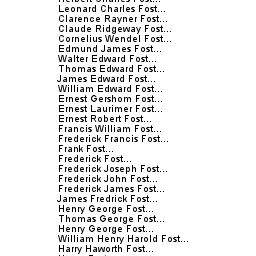 Herbert Charles Fost...
Leonard Charles Fost...
Clarence Rayner Fost...
Claude Ridgeway Fost...
Cornelius Wendel Fost...
Edmund James Fost...
Walter Edward Fost...
Thomas Edward Fost...
James Edward Fost...
William Edward Fost...
Ernest Gershom Fost...
Ernest Laurimer Fost...
Ernest Robert Fost...
Francis William Fost...
Frederick Francis Fost...
Frank Fost...
Frederick Fost...
Frederick Joseph Fost...
Frederick John Fost...
Frederick James Fost...
James Fredrick Fost...
Henry George Fost...
Thomas George Fost...
Henry George Fost...
William Henry Harold Fost...
Harry Haworth Fost...